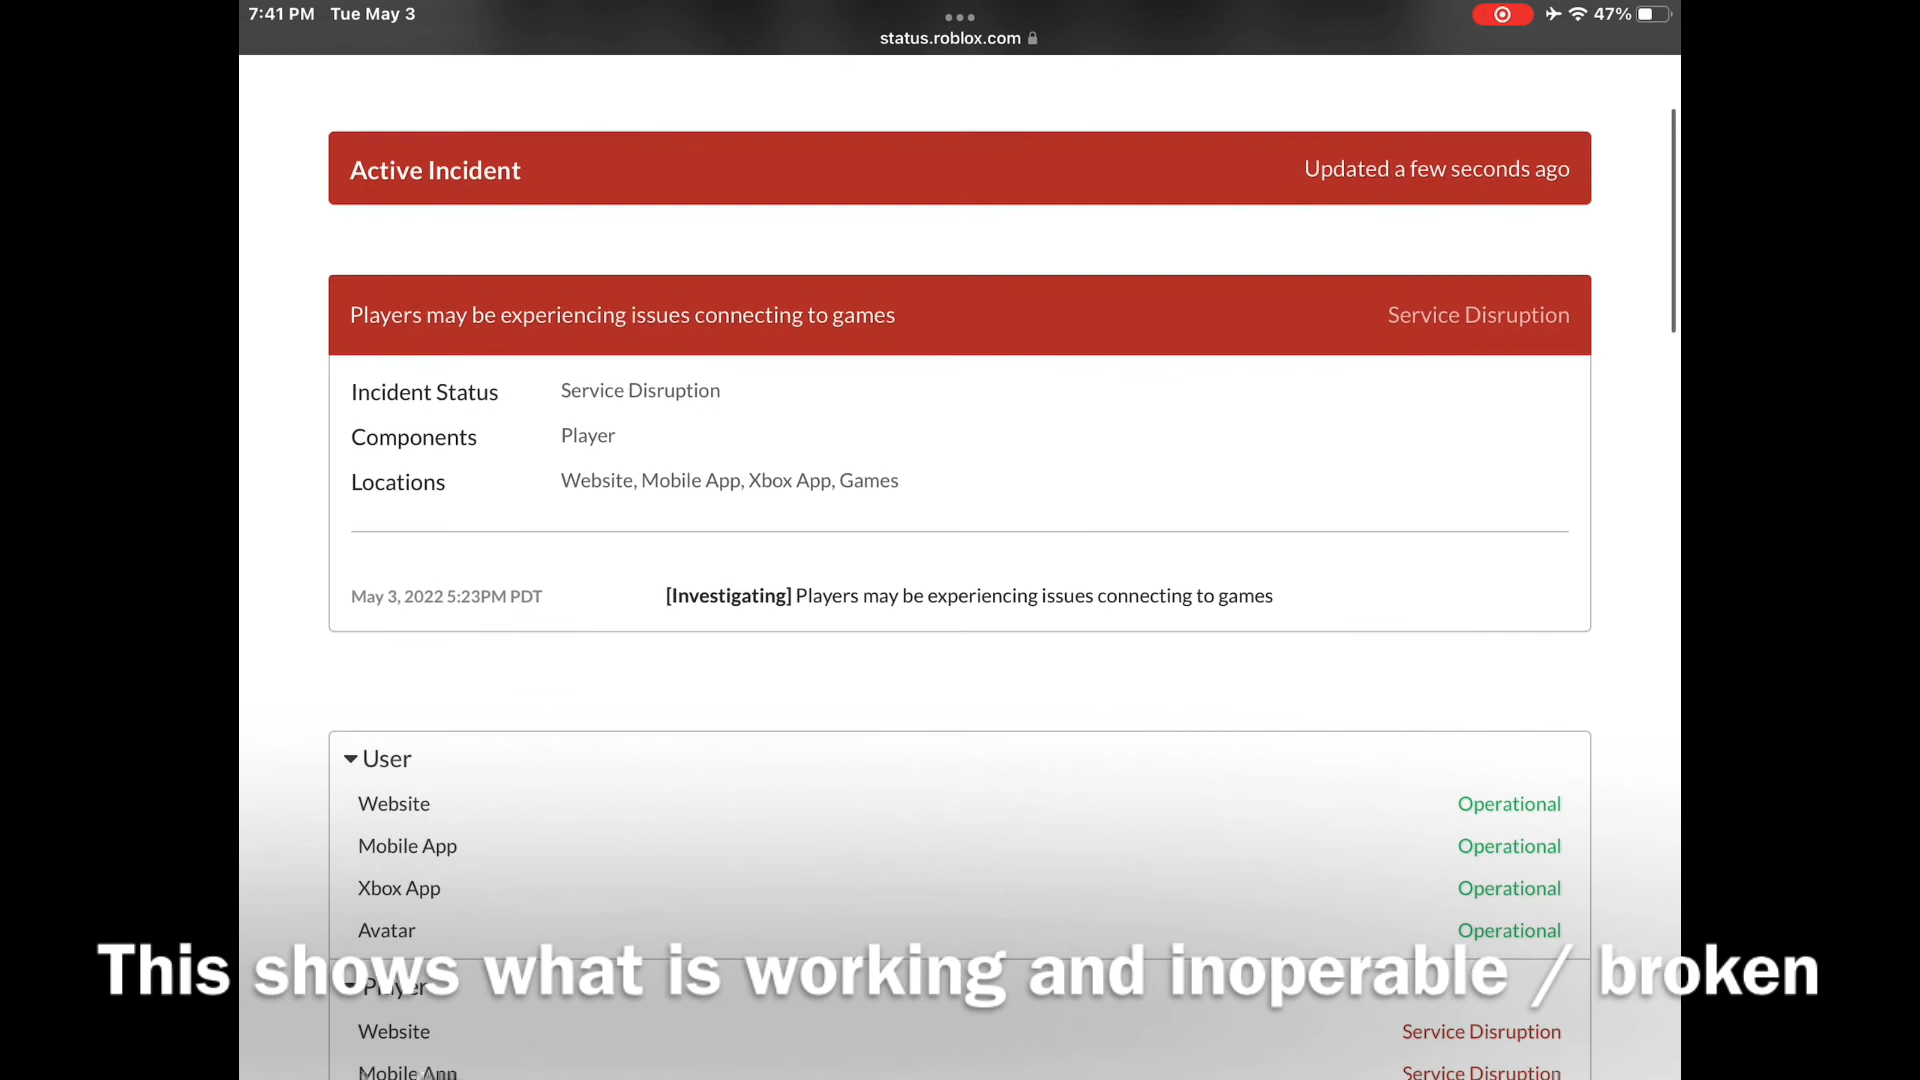 7:41 PM Tue May 3
47%
status.roblox.com
Active Incident
Updated a few seconds ago
Players may be experiencing issues connecting to games
Service Disruption
Incident Status
Service Disruption
Components
Player
Locations
Website, Mobile App, Xbox App, Games
May 3, 2022 5:23PM PDT
[Investigating] Players may be experiencing issues connecting to games
User
Website
Operational
Mobile App
Operational
Xbox App
Operational
Avatar
Operational
This shows what is working and inoperable / broken
Player
Website
Service Disruption
Mobile App
Service Disruption